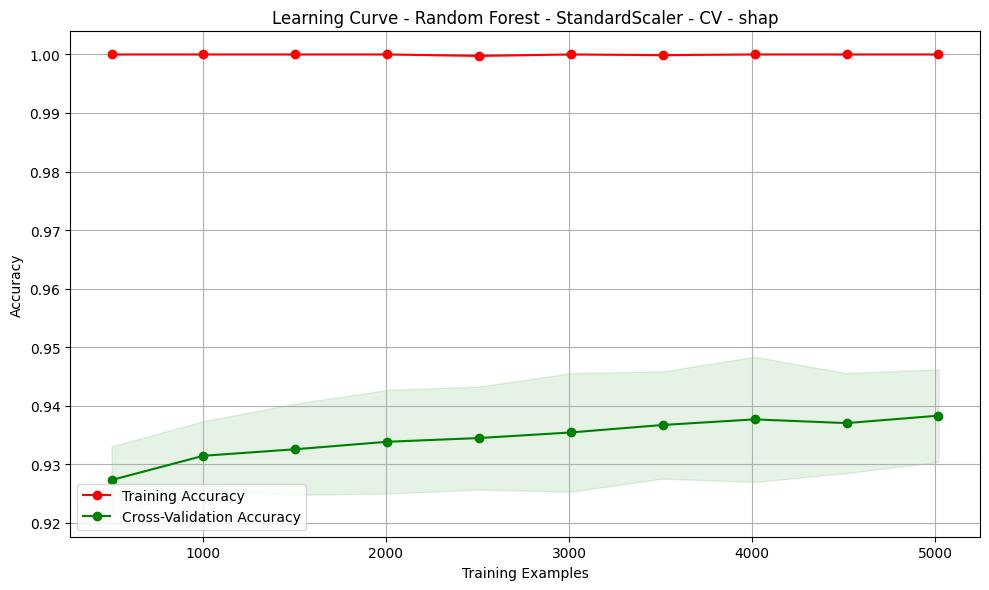 Learning Curve - Random Forest - StandardScaler - CV - shap
Accuracy
1.00
0.99
0.98
0.97
0.96
0.95
0.94
0.93
0.92
Training Accuracy
Cross-Validation Accuracy
1000 2000 3000 4000 5000
Training Examples